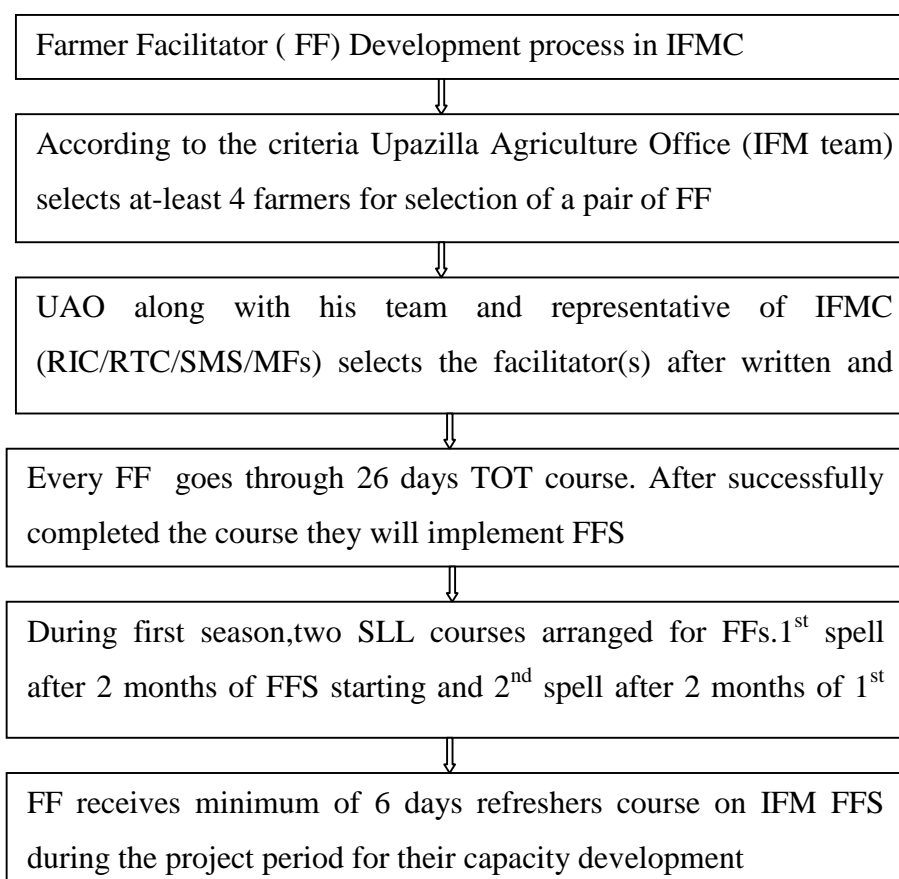 Farmer Facilitator ( FF) Development process in IFMC
According to the criteria Upazilla Agriculture Office (IFM team)
selects at-least 4 farmers for selection of a pair of FF
UAO along with his team and representative of IFMC
(RIC/RTC/SMS/MFs) selects the facilitator(s) after written and
Every FF goes through 26 days TOT course. After successfully
completed the course they will implement FFS
During first season,two SLL courses arranged for FFs.1st spell
after 2 months of FFS starting and 2nd spell after 2 months of 1st
FF receives minimum of 6 days refreshers course on IFM FFS
during the project period for their capacity development